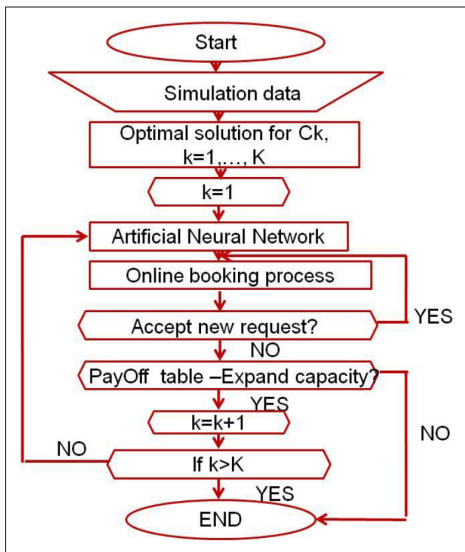 Start
Simulation data
Optimal solution for Ck,
k=1,..., K
k=1
Artificial Neural Network
Online booking process
YES
Accept new request?
NO
PayOff table –Expand capacity?
YES
NO
k=k+1
NO
If k>K
YES
END